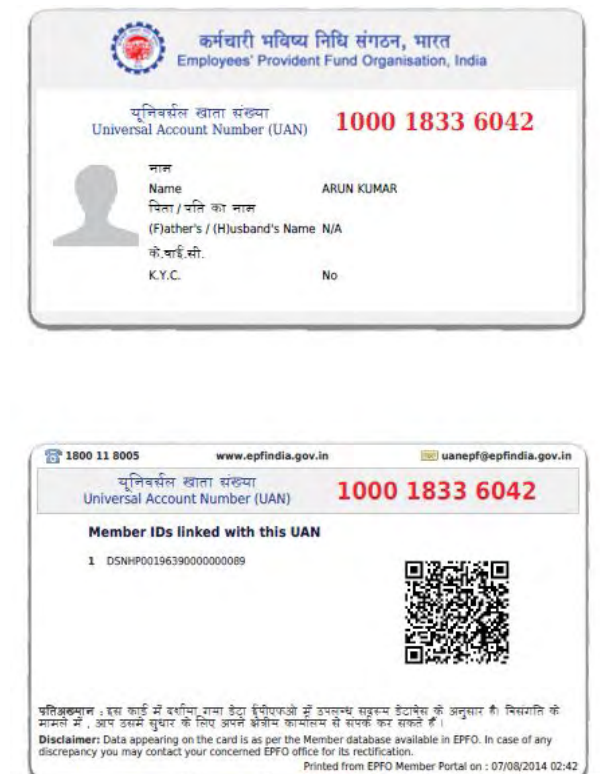 कर्मचारी भविष्य निधि संगठन, भारत
Employees' Provident Fund Organisation, India
यूनिवर्सल खाता संख्या
Universal Account Number (UAN)
1000 1833 6042
नाम
Name ARUN KUMAR
पिता / पति का नाम
(F)ather's / (H)usband's Name N/A
के.वाई.सी.
K.Y.C. No
1800 11 8005 www.epfindia.gov.in uanepf@epfindia.gov.in
यूनिवर्सल खाता संख्या
Universal Account Number (UAN)
1000 1833 6042
Member IDs linked with this UAN
1 DSNHP00196390000000089
इस कार्ड में दर्शाया गया डेटा ईपीएफओ में उपलब्ध सदस्य डेटाबेस के अनुसार है। विसंगति के
मामले में , आप उसमें सुधार के लिए अपने क्षेत्रीय कार्यालय से संपर्क कर सकते हैं ।
Disclaimer: Data appearing on the card is as per the Member database available in EPFO. In case of any
discrepancy you may contact your concerned EPFO office for its rectification.
Printed from EPFO Member Portal on : 07/08/2014 02:42